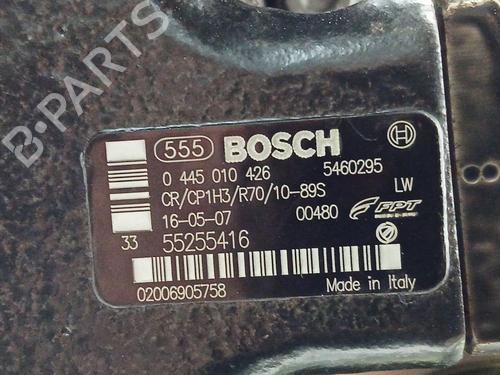 B-PARTS
555 BOSCH
0 445 010 426 5460295
CR/CP1H3/R70/10-89S LW
16-05-07 00480 FPT
33 55255416
02006905758 Made in Italy